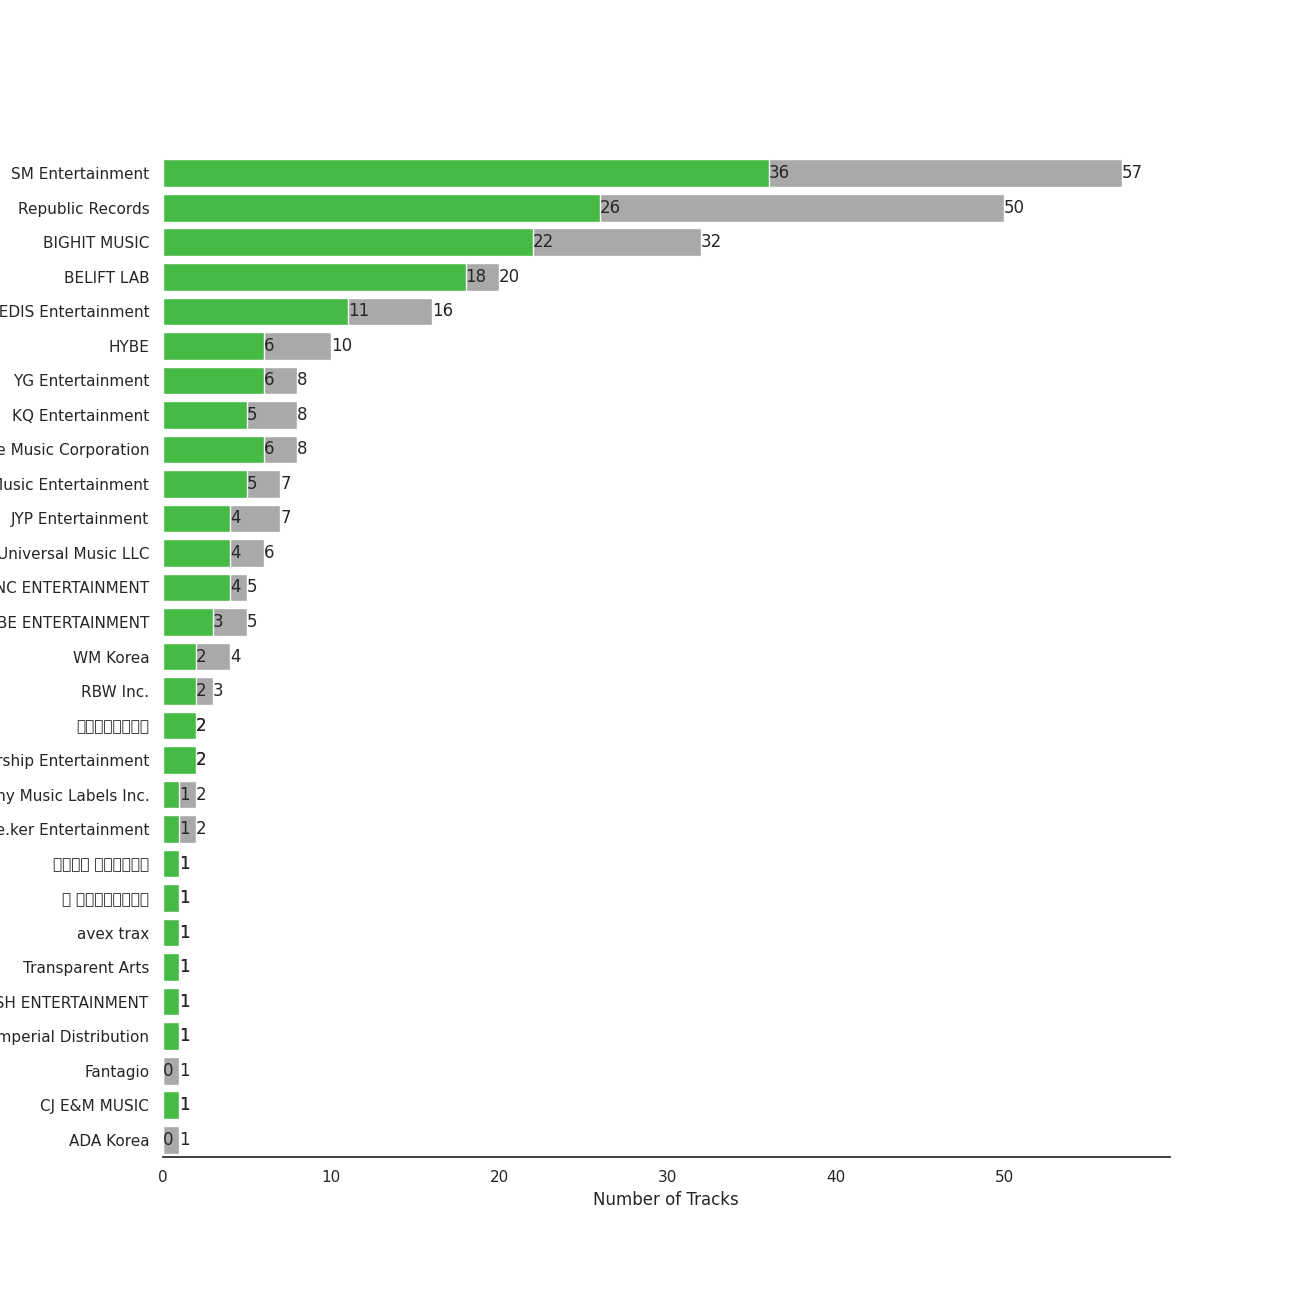 SM Entertainment 36 57
Republic Records 26 50
BIGHIT MUSIC 22 32
BELIFT LAB 18 20
EDIS Entertainment 11 16
HYBE 6 10
YG Entertainment 6 8
KQ Entertainment 5 8
e Music Corporation 6 8
Music Entertainment 5 7
JYP Entertainment 4 7
Universal Music LLC 4 6
NC ENTERTAINMENT 4 5
BE ENTERTAINMENT 3 5
WM Korea 2 4
RBW Inc. 2 3
2
rship Entertainment 2
ny Music Labels Inc. 1 2
e.ker Entertainment 1 2
1
1
avex trax 1
Transparent Arts 1
SH ENTERTAINMENT 1
mperial Distribution 1
Fantagio 0 1
CJ E&M MUSIC 1
ADA Korea 0 1
0 10 20 30 40 50
Number of Tracks